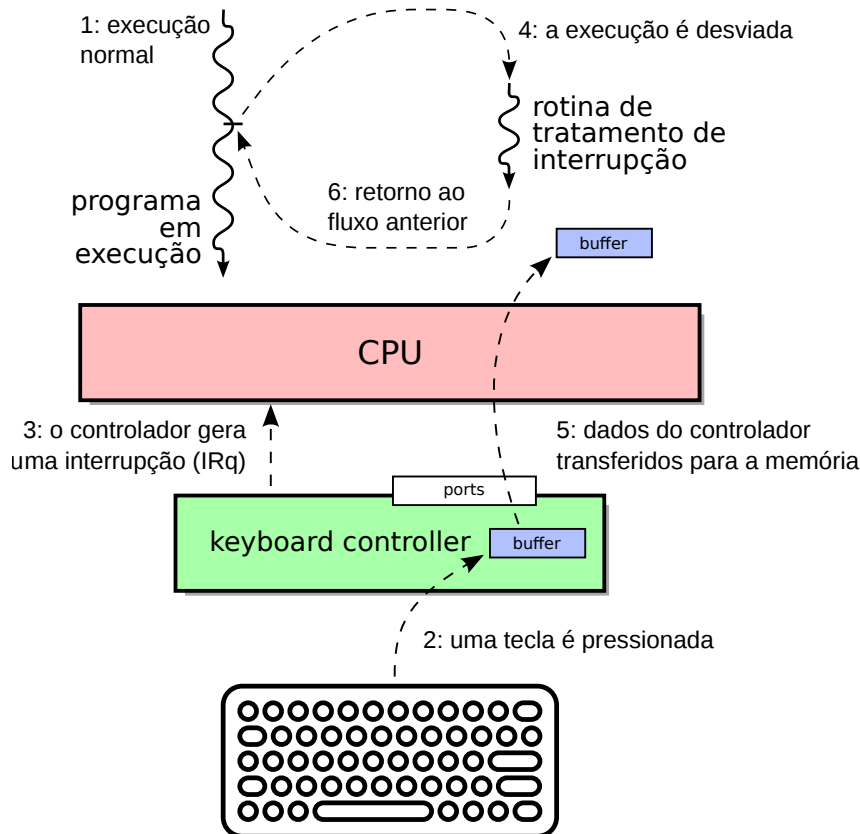 1: execução
normal
4: a execução é desviada
rotina de
tratamento de
interrupção
programa
em
execução
6: retorno ao
fluxo anterior
buffer
CPU
3: o controlador gera
uma interrupção (IRq)
5: dados do controlador
transferidos para a memória
ports
keyboard controller
buffer
2: uma tecla é pressionada